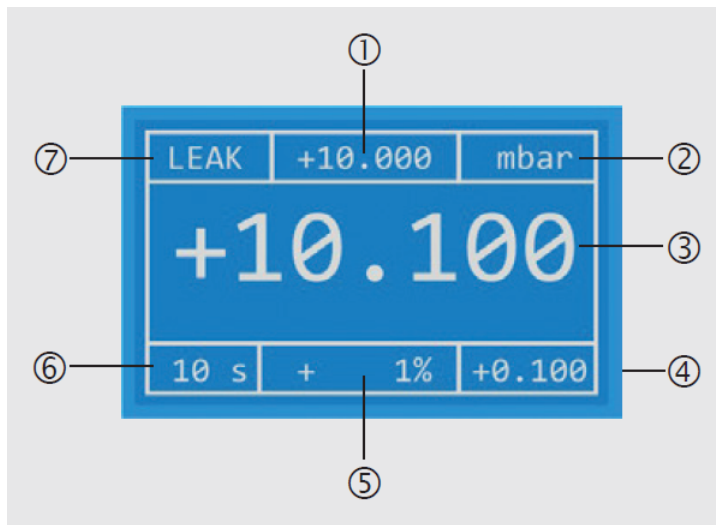 ①
⑦ LEAK +10.000 mbar ②
+10.100 ③
⑥ 10 s + 1% +0.100 ④
⑤